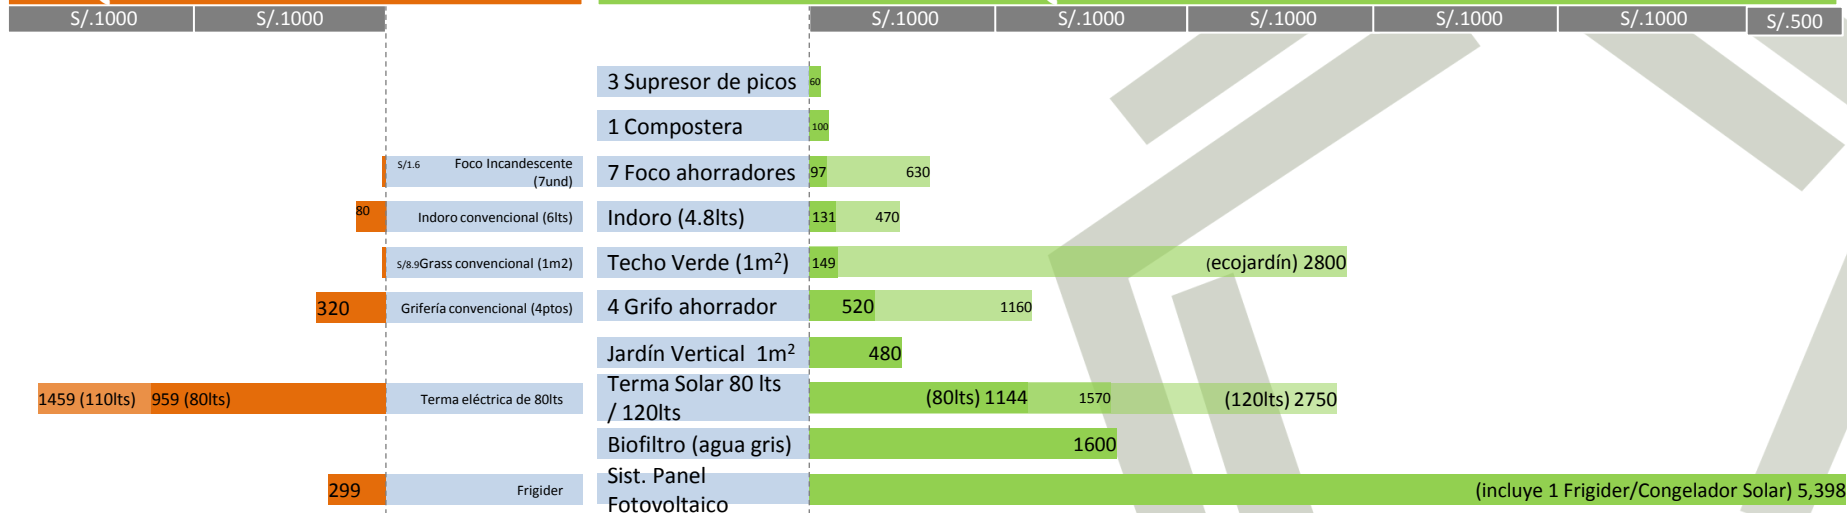 S/.1000 S/.1000 S/.1000 S/.1000 S/.1000 S/.1000 S/.1000 S/.500
3 Supresor de picos 60
1 Compostera 100
S/1.6 Foco Incandescente
(7und)
7 Foco ahorradores 97 630
80 Indoro convencional (6lts) Indoro (4.8lts) 131 470
S/8.9 Grass convencional (1m2) Techo Verde (1m²) 149 (ecojardín) 2800
320 Grifería convencional (4ptos) 4 Grifo ahorrador 520 1160
Jardín Vertical 1m² 480
1459 (110lts) 959 (80lts) Terma eléctrica de 80lts
Terma Solar 80 lts
/ 120lts
(80lts) 1144 1570 (120lts) 2750
Biofiltro (agua gris) 1600
299 Frigider
Sist. Panel
Fotovoltaico
(incluye 1 Frigider/Congelador Solar) 5,398